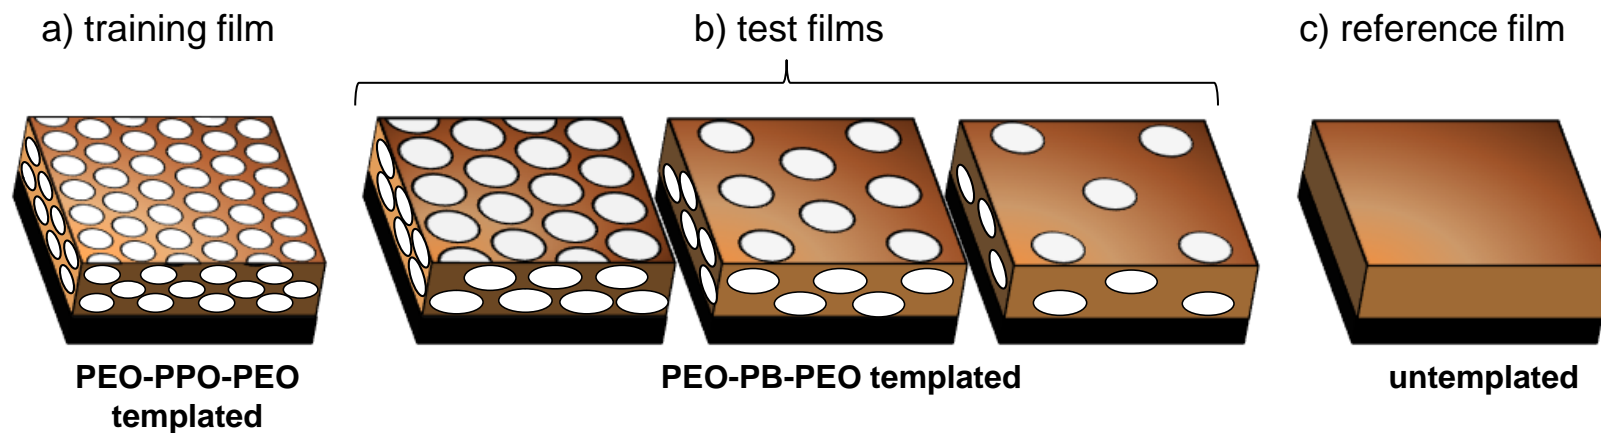 a) training film
b) test films
c) reference film
PEO-PPO-PEO
templated
PEO-PB-PEO templated
untemplated